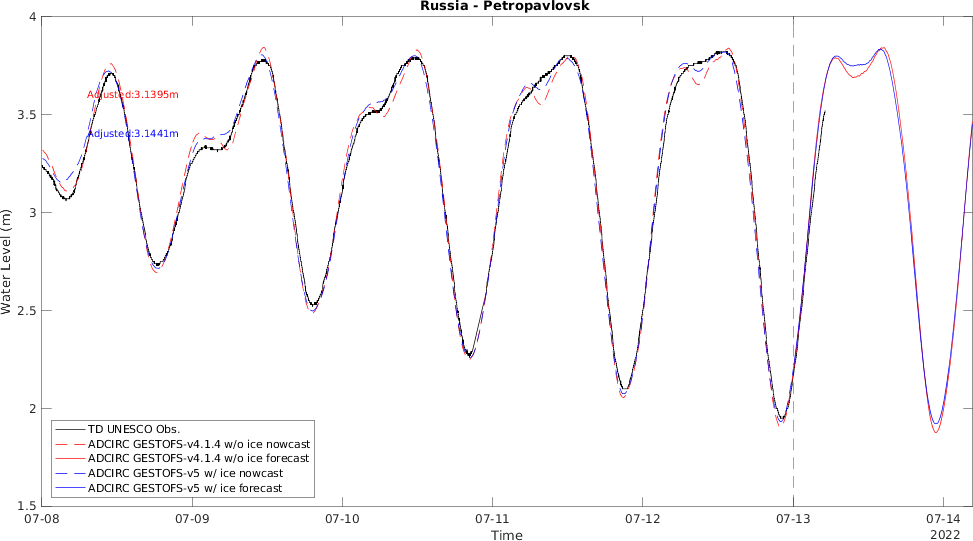 Russia - Petropavlovsk
4
3.5
3
2.5
2
1.5
Water Level (m)
Adjusted:3.1395m
Adjusted:3.1441m
TD UNESCO Obs.
ADCIRC GESTOFS-v4.1.4 w/o ice nowcast
ADCIRC GESTOFS-v4.1.4 w/o ice forecast
ADCIRC GESTOFS-v5 w/ ice nowcast
ADCIRC GESTOFS-v5 w/ ice forecast
07-08 07-09 07-10 07-11 07-12 07-13 07-14
Time
2022